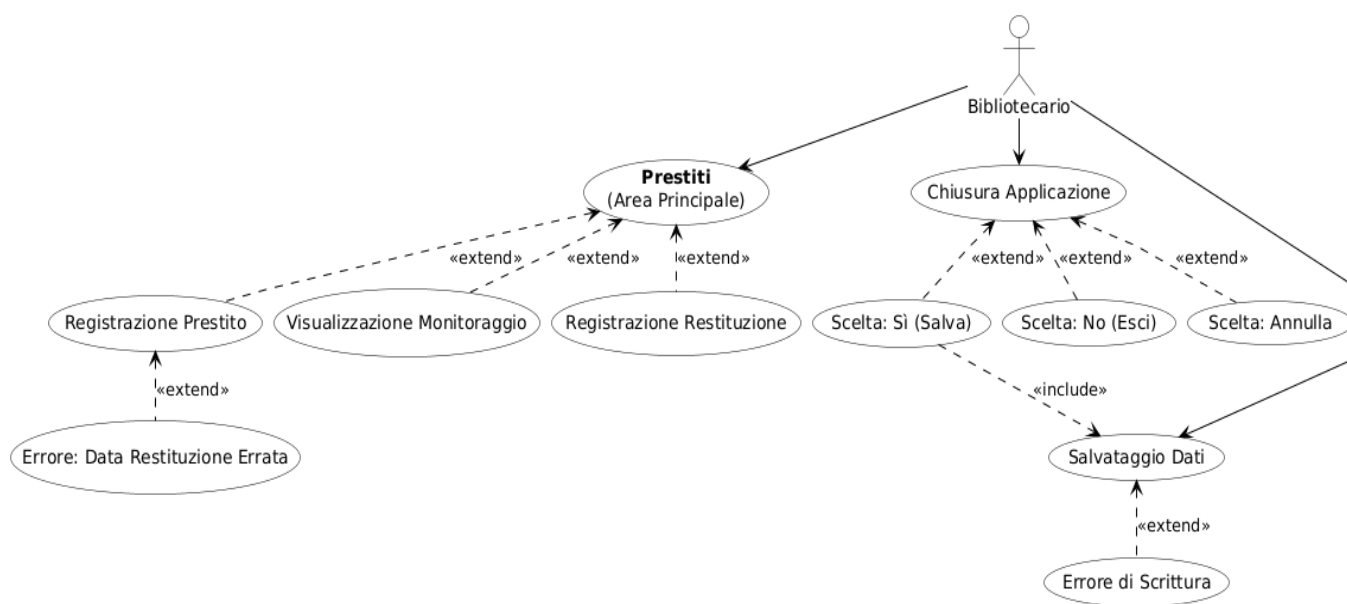 Bibliotecario
Prestiti
(Area Principale)
Chiusura Applicazione
«extend»
«extend»
«extend»
«extend»
«extend»
«extend»
Registrazione Prestito
Visualizzazione Monitoraggio
Registrazione Restituzione
Scelta: Sì (Salva)
Scelta: No (Esci)
Scelta: Annulla
«extend»
«include»
Errore: Data Restituzione Errata
Salvataggio Dati
«extend»
Errore di Scrittura